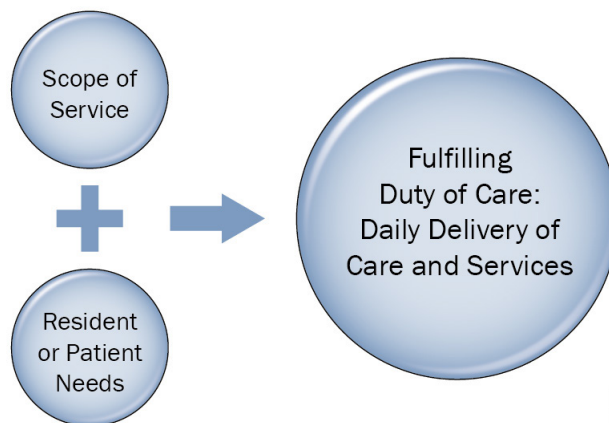 Scope of
Service
Resident
or Patient
Needs
Fulfilling
Duty of Care:
Daily Delivery of
Care and Services